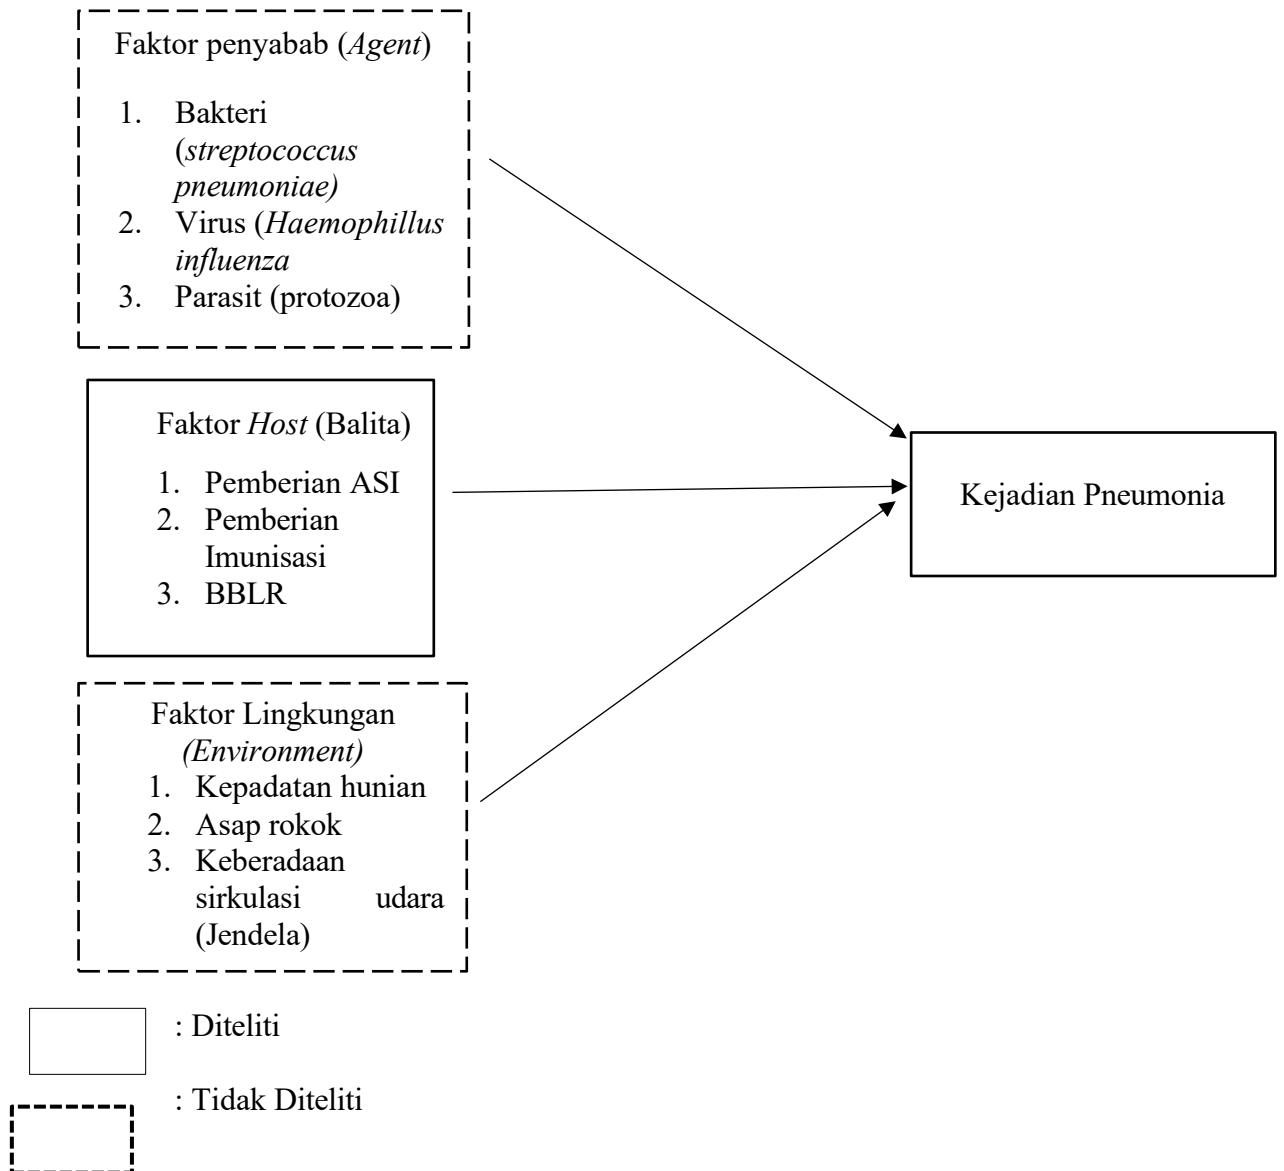 Faktor penyabab (Agent)
1. Bakteri
(streptococcus
pneumoniae)
2. Virus (Haemophillus
influenza
3. Parasit (protozoa)
Faktor Host (Balita)
1. Pemberian ASI
2. Pemberian
Imunisasi
3. BBLR
Kejadian Pneumonia
Faktor Lingkungan
(Environment)
1. Kepadatan hunian
2. Asap rokok
3. Keberadaan
sirkulasi udara
(Jendela)
: Diteliti
: Tidak Diteliti